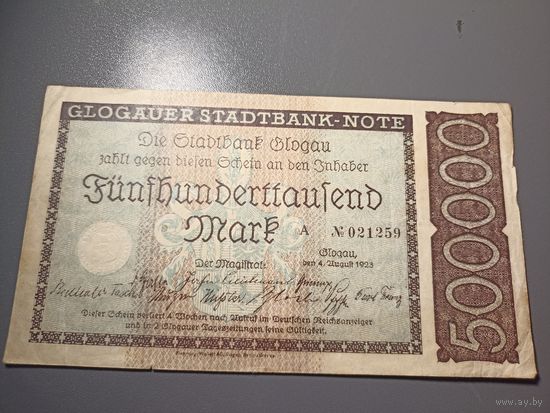 GLOGAUER STADTBANK-NOTE
Die Stadtbank Glogau
zahlt gegen diesen Schein an den Inhaber
Fünfhunderttausend
Mark A № 021259
Der Magistrat: Glogau,
den 4. August 1923
Dieser Schein verliert 4 Wochen nach Aufruf im Deutschen Reichsanzeiger
und in 2 Glogauer Tageszeitungen seine Gültigkeit.
500000
ay.by